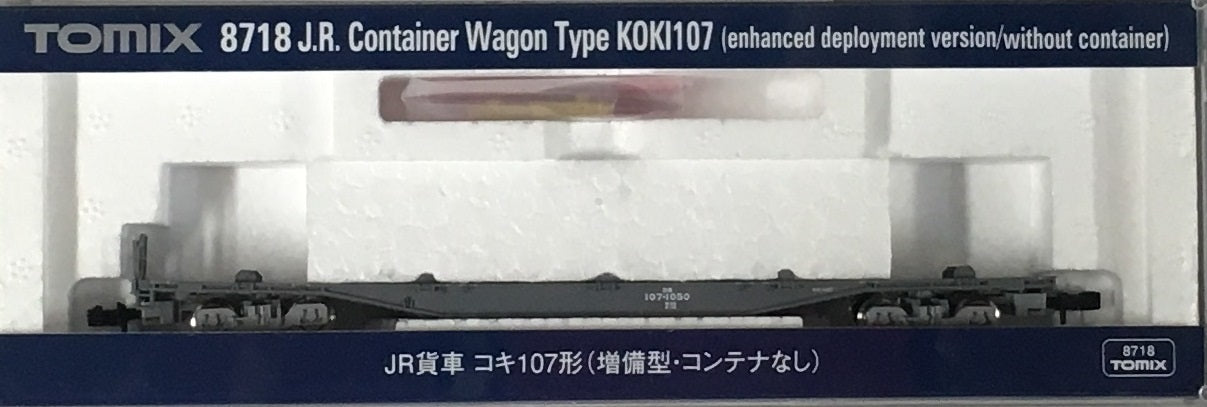 TOMIX 8718 J.R. Container Wagon Type KOKI107 (enhanced deployment version/without container)
107-1050
JR貨車 コキ107形(増備型・コンテナなし)
8718
TOMIX